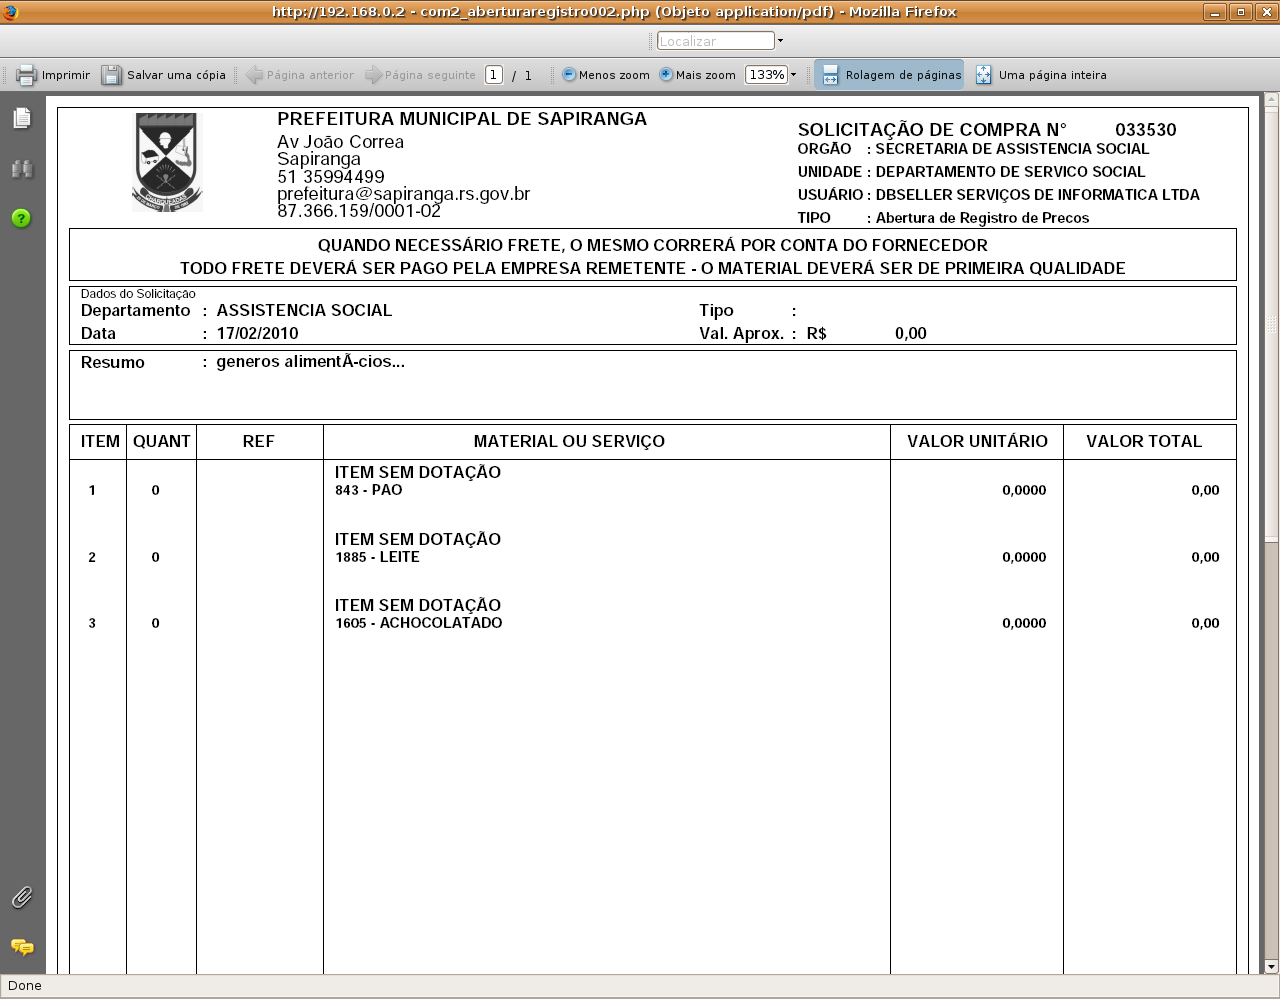 http://192.168.0.2 - com2_aberturaregistro002.php (Objeto application/pdf) - Mozilla Firefox
Localizar
Imprimir Salvar uma cópia Página anterior Página seguinte 1 / 1 Menos zoom Mais zoom 133% Rolagem de páginas Uma página inteira
PREFEITURA MUNICIPAL DE SAPIRANGA
Av João Correa
Sapiranga
51 35994499
prefeitura@sapiranga.rs.gov.br
87.366.159/0001-02
SOLICITAÇÃO DE COMPRA N° 033530
ORGÃO : SECRETARIA DE ASSISTENCIA SOCIAL
UNIDADE : DEPARTAMENTO DE SERVICO SOCIAL
USUÁRIO : DBSELLER SERVIÇOS DE INFORMATICA LTDA
TIPO : Abertura de Registro de Precos
QUANDO NECESSÁRIO FRETE, O MESMO CORRERÁ POR CONTA DO FORNECEDOR
TODO FRETE DEVERÁ SER PAGO PELA EMPRESA REMETENTE - O MATERIAL DEVERÁ SER DE PRIMEIRA QUALIDADE
Dados do Solicitação
Departamento : ASSISTENCIA SOCIAL Tipo :
Data : 17/02/2010 Val. Aprox. : R$ 0,00
Resumo : generos alimentÃ-cios...
ITEM QUANT REF MATERIAL OU SERVIÇO VALOR UNITÁRIO VALOR TOTAL
ITEM SEM DOTAÇÃO
1 0 843 - PAO 0,0000 0,00
ITEM SEM DOTAÇÃO
2 0 1885 - LEITE 0,0000 0,00
ITEM SEM DOTAÇÃO
3 0 1605 - ACHOCOLATADO 0,0000 0,00
Done